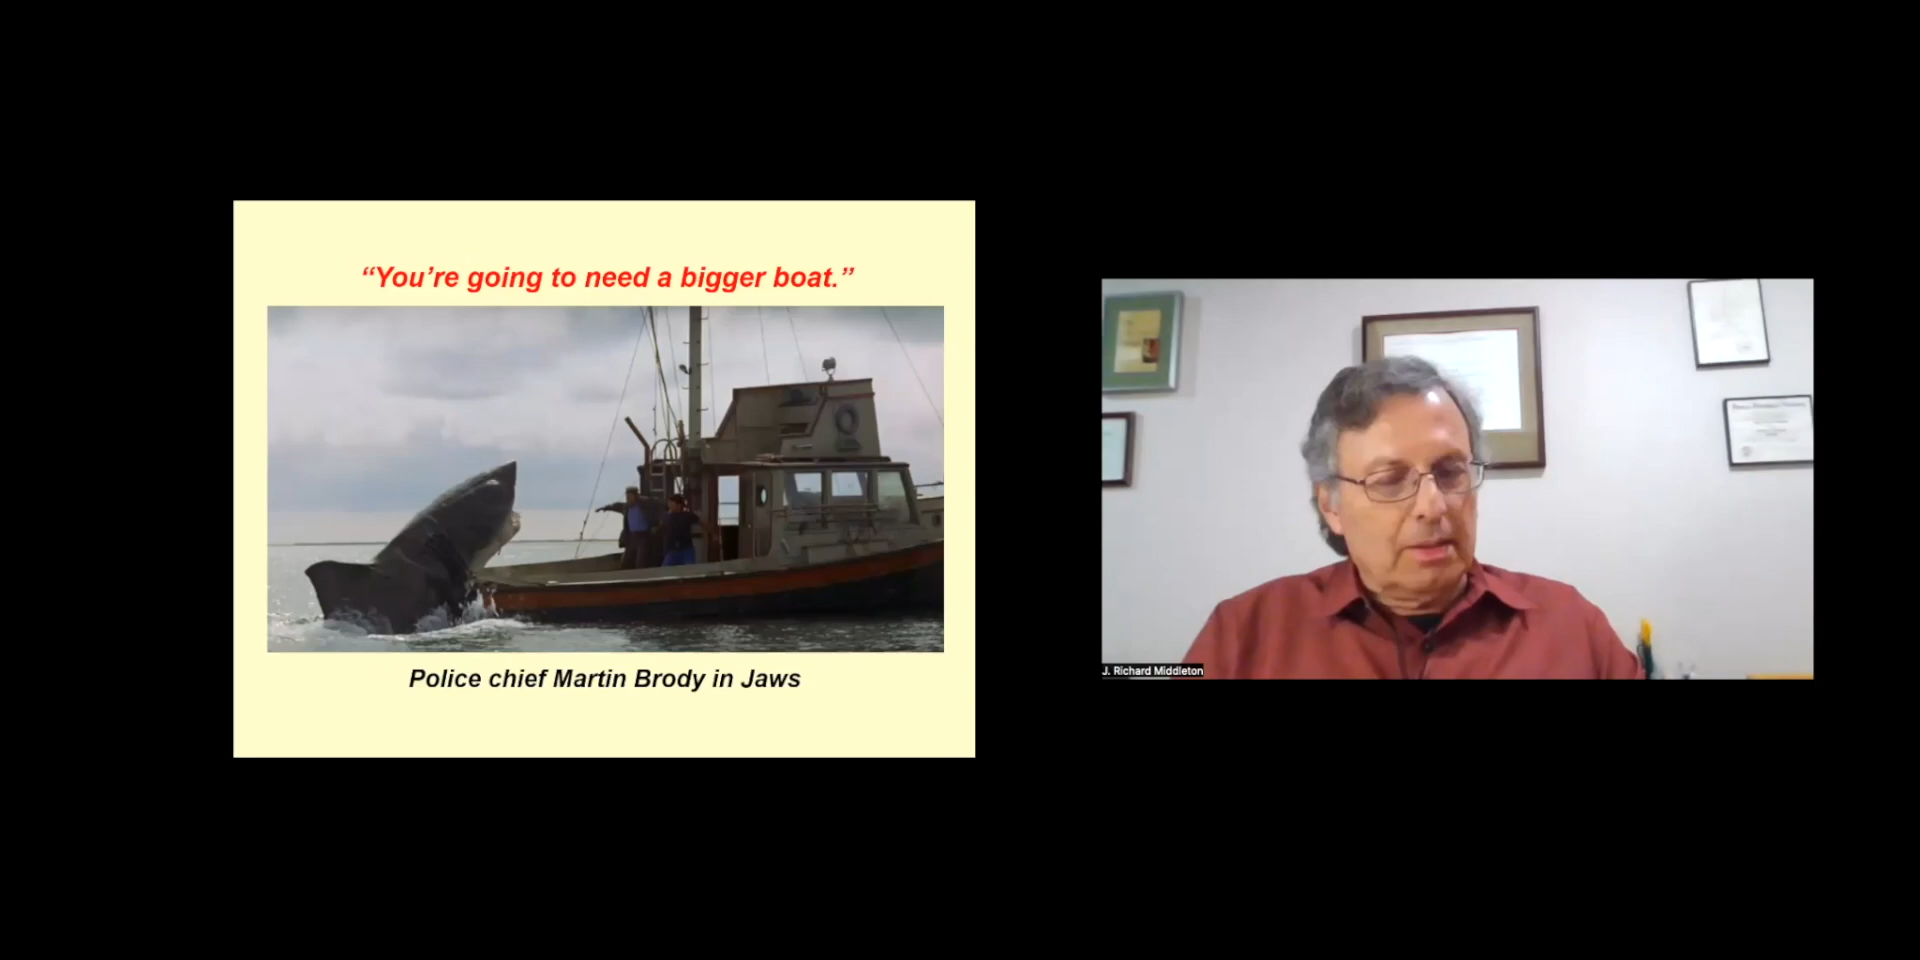 “You’re going to need a bigger boat.”
Police chief Martin Brody in Jaws
J. Richard Middleton